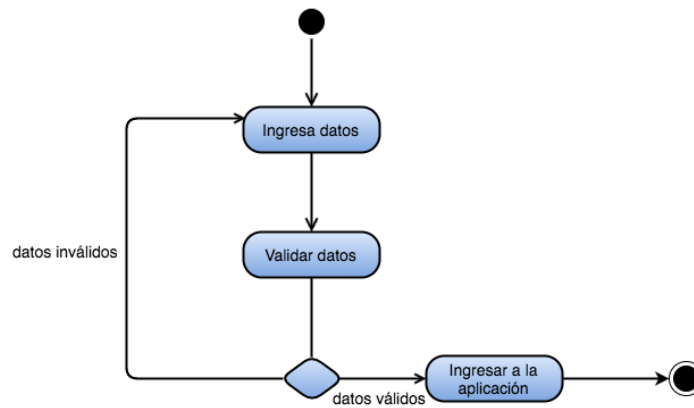 Ingresa datos
Validar datos
datos inválidos
Ingresar a la
aplicación
datos válidos